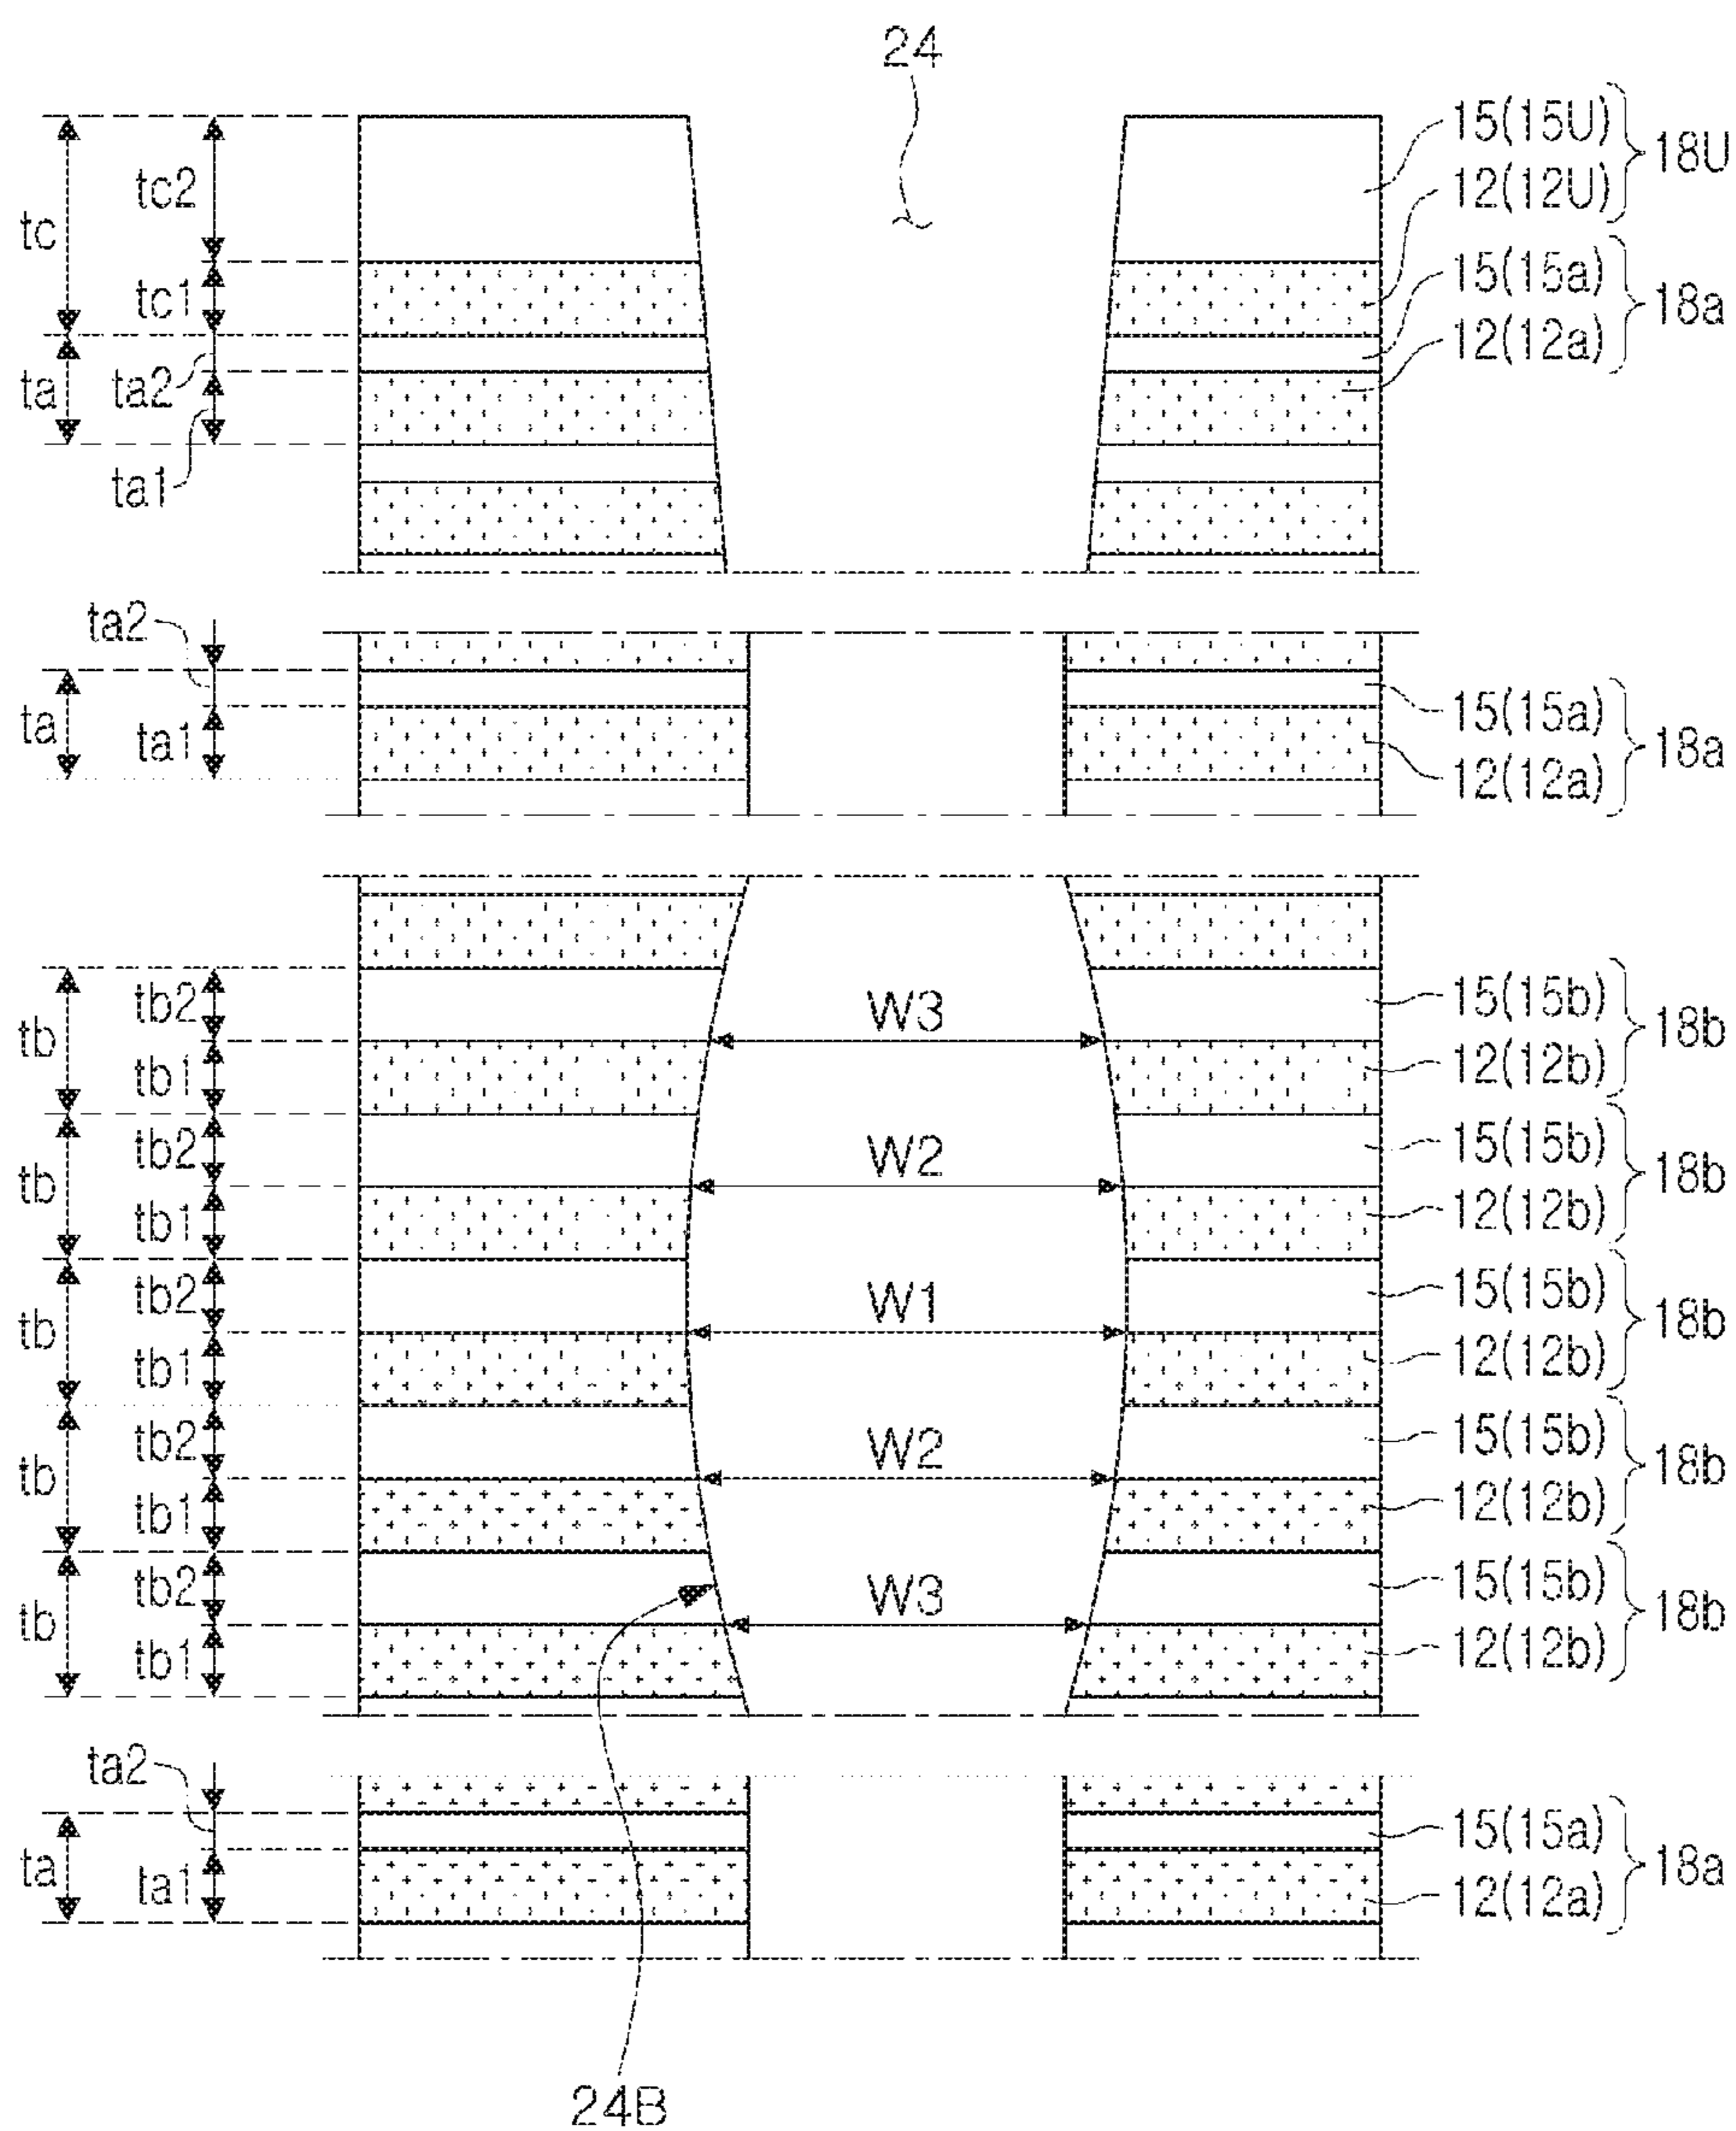 24
tc
tc2
15(15U)
12(12U)
18U
tc1
ta
ta2
ta1
15(15a)
12(12a)
18a
ta2
ta
ta1
15(15a)
12(12a)
18a
tb
tb2
tb1
W3
15(15b)
12(12b)
18b
tb
tb2
tb1
W2
15(15b)
12(12b)
18b
tb
tb2
tb1
W1
15(15b)
12(12b)
18b
tb
tb2
tb1
W2
15(15b)
12(12b)
18b
tb
tb2
tb1
W3
15(15b)
12(12b)
18b
ta2
ta
ta1
15(15a)
12(12a)
18a
24B